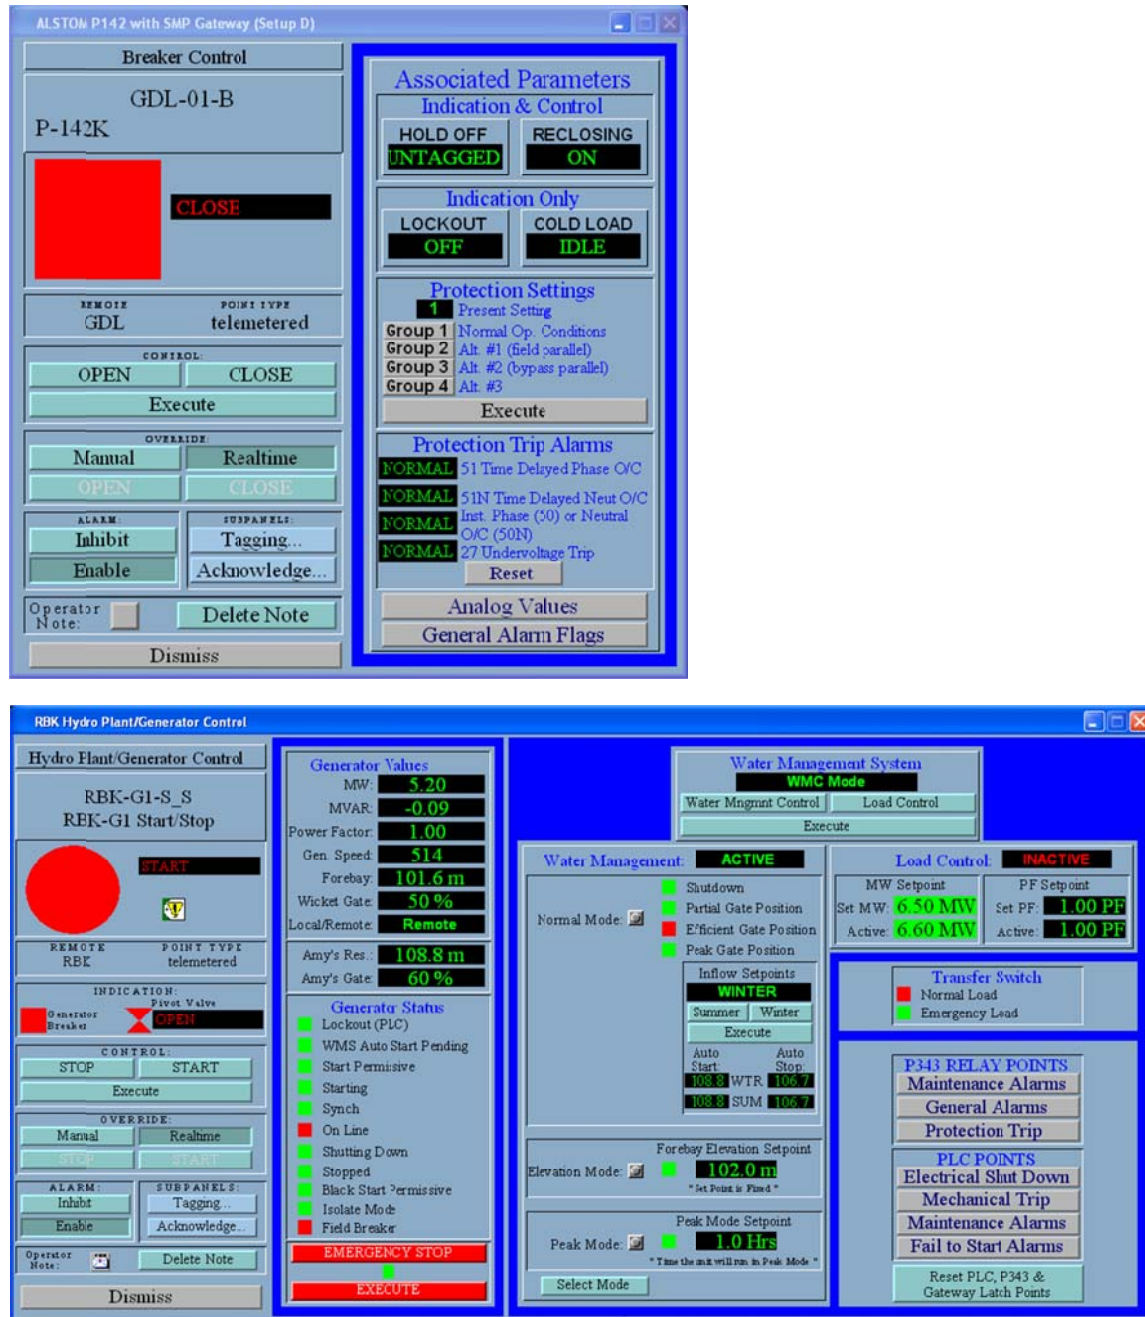 ALSTOM P142 with SMP Gateway (Setup D)
Breaker Control
GDL-01-B
P-142K
CLOSE
REMOTE POINT TYPE
GDL telemetered
CONTROL:
OPEN CLOSE
Execute
OVERRIDE:
Manual Realtime
OPEN CLOSE
ALARM: SUBPANELS:
Inhibit Tagging...
Enable Acknowledge...
Operator Note: Delete Note
Dismiss
Associated Parameters
Indication & Control
HOLD OFF RECLOSING
UNTAGGED ON
Indication Only
LOCKOUT COLD LOAD
OFF IDLE
Protection Settings
1 Present Setting
Group 1 Normal Op. Conditions
Group 2 Alt. #1 (field parallel)
Group 3 Alt. #2 (bypass parallel)
Group 4 Alt. #3
Execute
Protection Trip Alarms
NORMAL 51 Time Delayed Phase O/C
NORMAL 51N Time Delayed Neut O/C
NORMAL Inst. Phase (50) or Neutral
O/C (50N)
NORMAL 27 Undervoltage Trip
Reset
Analog Values
General Alarm Flags
RBK Hydro Plant/Generator Control
Hydro Plant/Generator Control
RBK-G1-S_S
RBK-G1 Start/Stop
START
REMOTE POINT TYPE
RBK telemetered
INDICATION:
Generator Breaker
Pivot Valve
OPEN
CONTROL:
STOP START
Execute
OVERRIDE:
Manual Realtime
STOP START
ALARM: SUBPANELS:
Inhibit Tagging...
Enable Acknowledge...
Operator Note: Delete Note
Dismiss
Generator Values
MW: 5.20
MVAR: -0.09
Power Factor: 1.00
Gen. Speed: 514
Forebay: 101.6 m
Wicket Gate: 50 %
Local/Remote: Remote
Amy's Res.: 108.8 m
Amy's Gate: 60 %
Generator Status
Lockout (PLC)
WMS Auto Start Pending
Start Permissive
Starting
Synch
On Line
Shutting Down
Stopped
Black Start Permissive
Isolate Mode
Field Breaker
EMERGENCY STOP
EXECUTE
Water Management System
WMC Mode
Water Mngmnt Control Load Control
Execute
Water Management: ACTIVE
Normal Mode:
Shutdown
Partial Gate Position
Efficient Gate Position
Peak Gate Position
Inflow Setpoints
WINTER
Summer Winter
Execute
Auto Start: Auto Stop:
108.8 WTR 106.7
108.8 SUM 106.7
Forebay Elevation Setpoint
Elevation Mode: 102.0 m
" Set Point is Fixed "
Peak Mode Setpoint
Peak Mode: 1.0 Hrs
" Time the unit will run in Peak Mode "
Select Mode
Load Control: INACTIVE
MW Setpoint
Set MW: 6.50 MW
Active: 6.60 MW
PF Setpoint
Set PF: 1.00 PF
Active: 1.00 PF
Transfer Switch
Normal Load
Emergency Load
P343 RELAY POINTS
Maintenance Alarms
General Alarms
Protection Trip
PLC POINTS
Electrical Shut Down
Mechanical Trip
Maintenance Alarms
Fail to Start Alarms
Reset PLC, P343 &
Gateway Latch Points